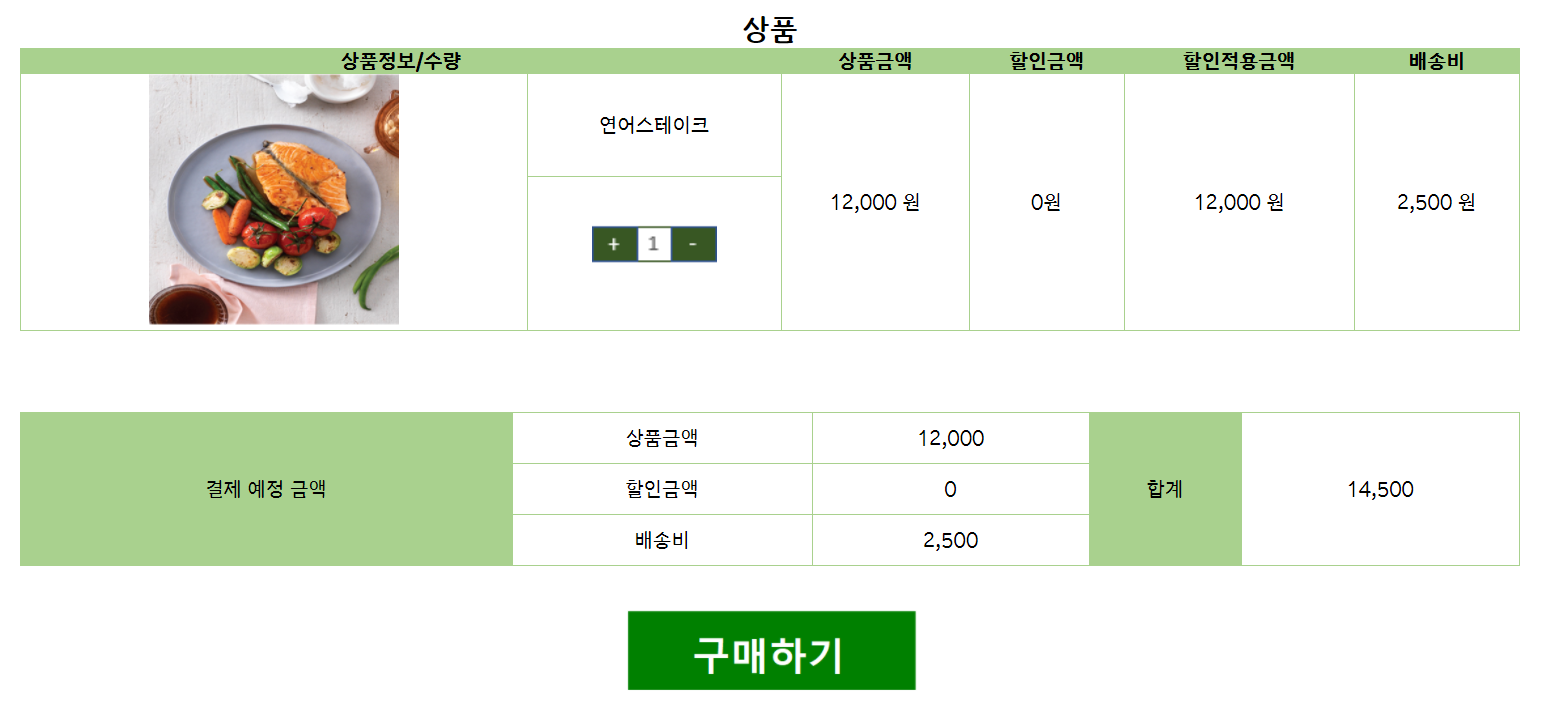 상품
상품정보/수량 상품금액 할인금액 할인적용금액 배송비
연어스테이크
+ 1 -
12,000 원 0원 12,000 원 2,500 원
결제 예정 금액
상품금액 12,000
할인금액 0
배송비 2,500
합계 14,500
구매하기